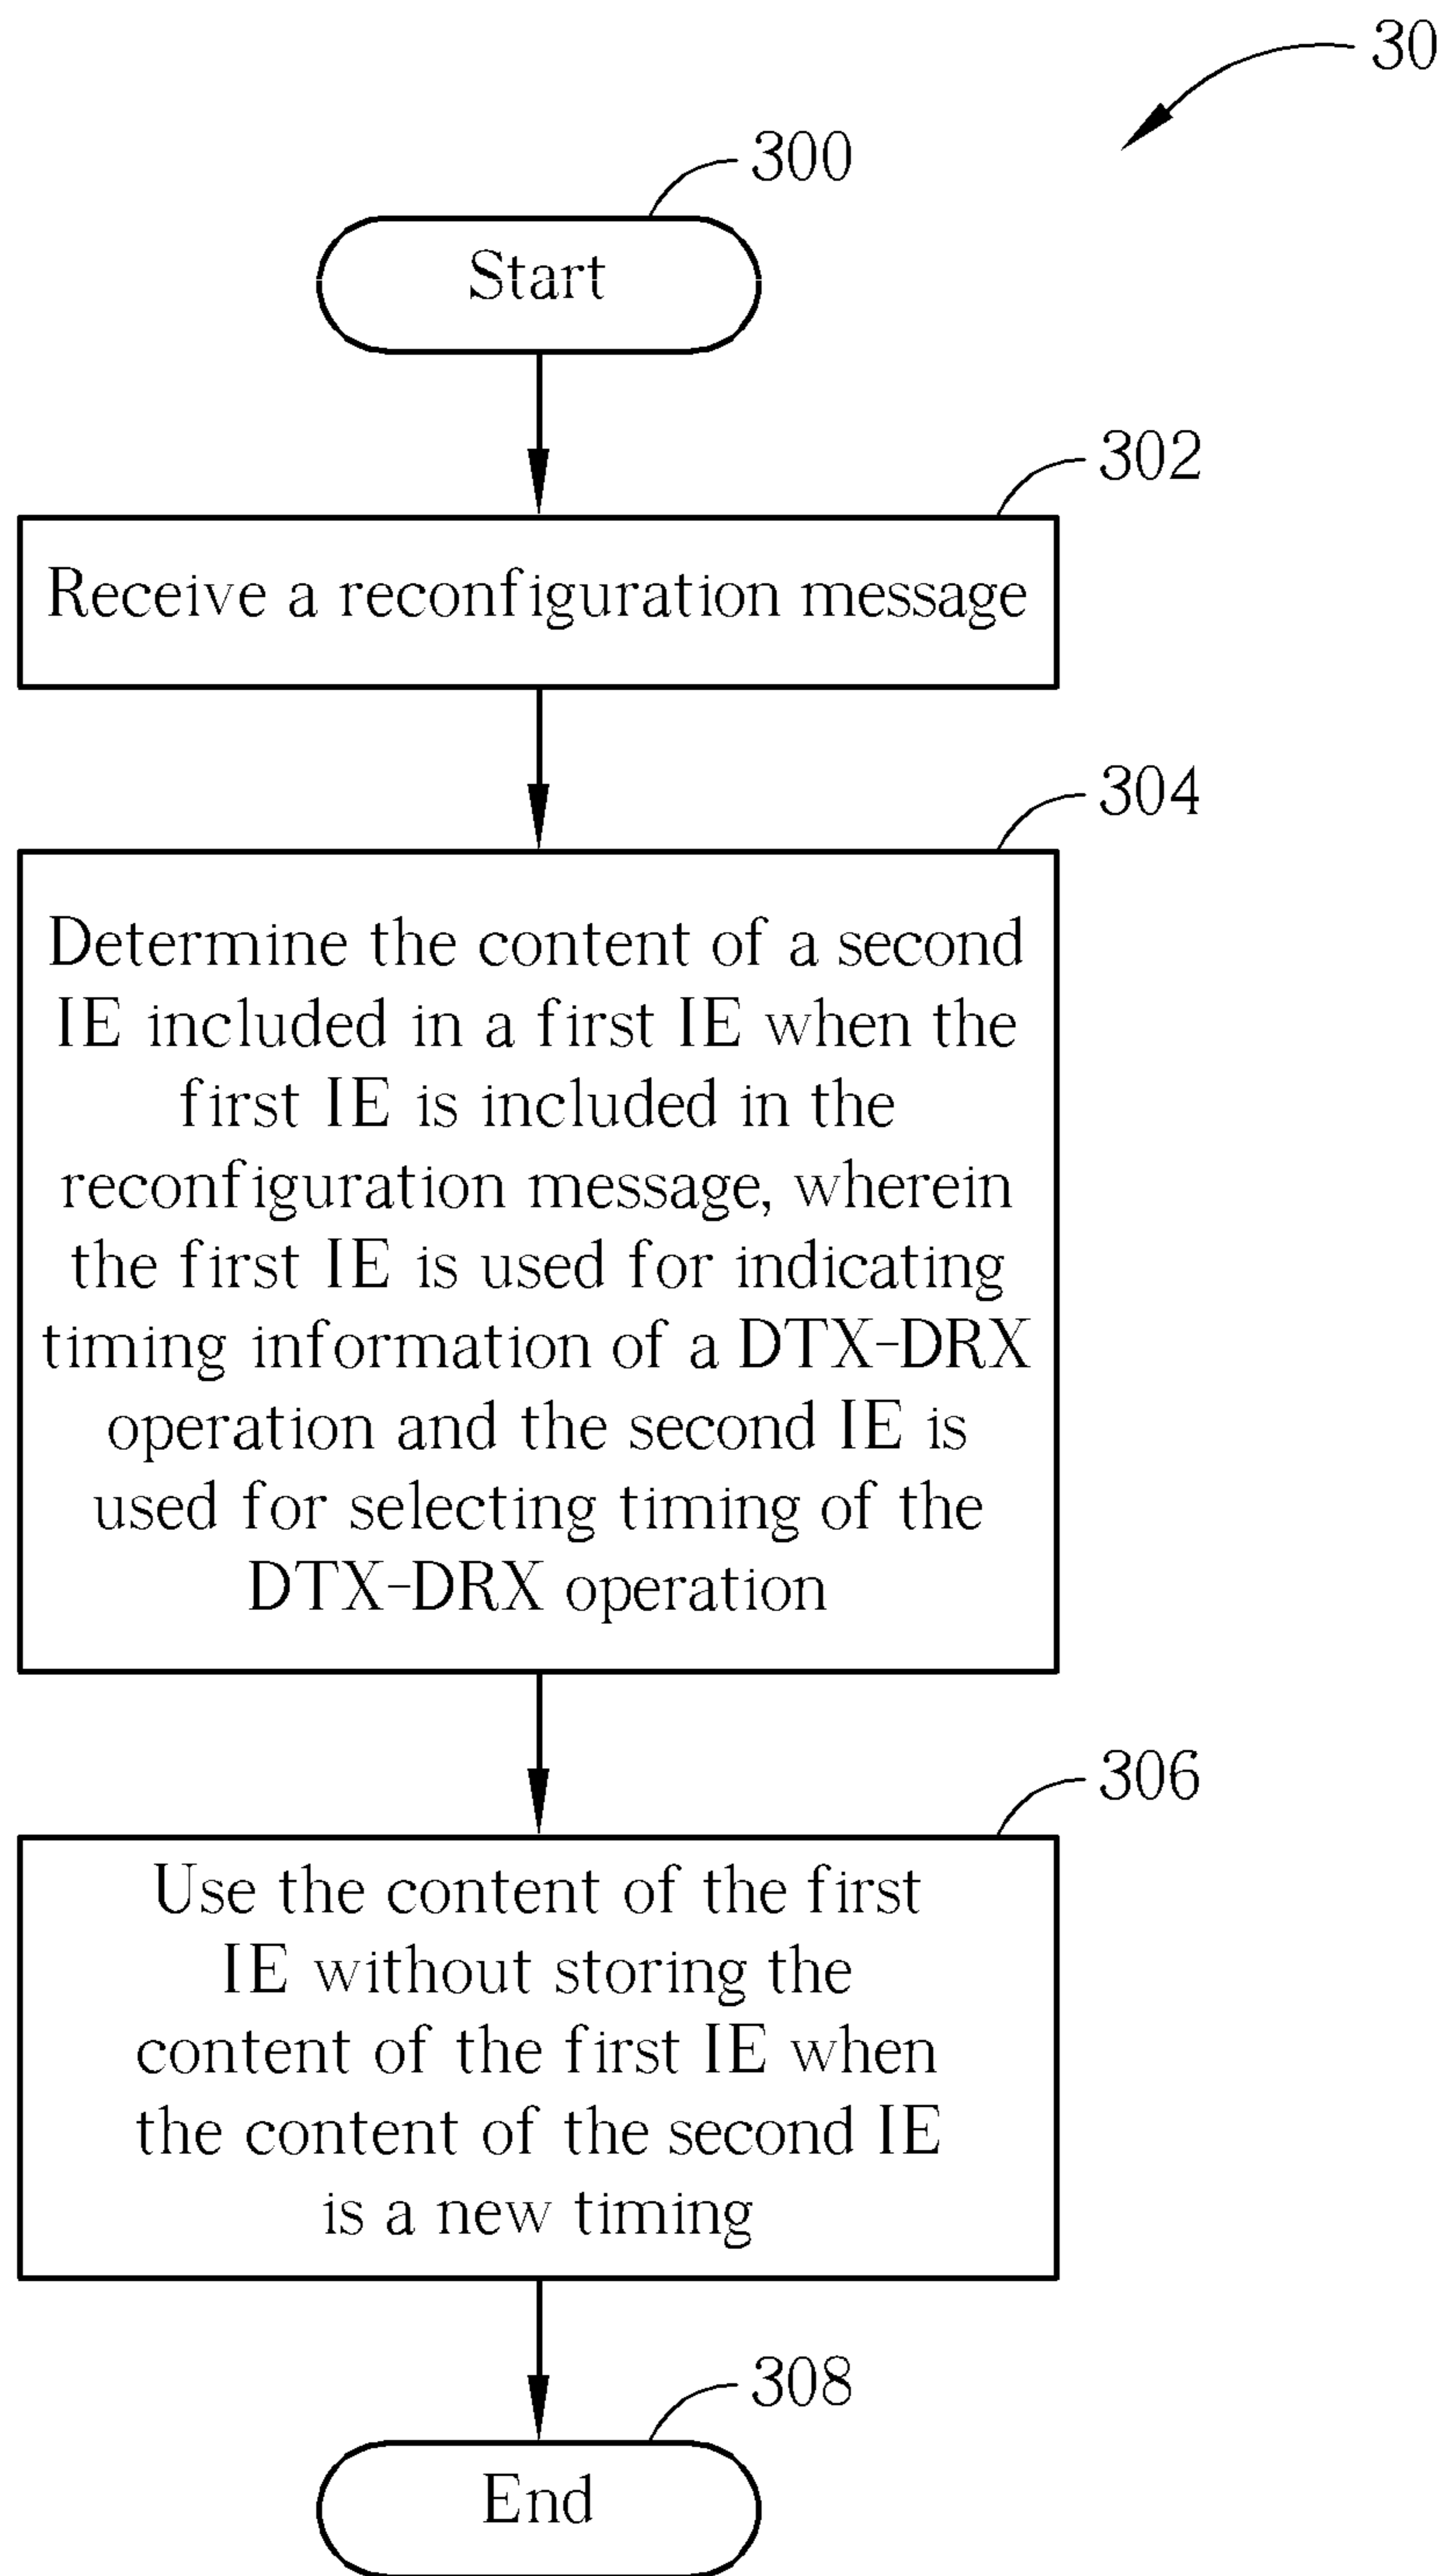 30
300
Start
302
Receive a reconfiguration message
304
Determine the content of a second
IE included in a first IE when the
first IE is included in the
reconfiguration message, wherein
the first IE is used for indicating
timing information of a DTX-DRX
operation and the second IE is
used for selecting timing of the
DTX-DRX operation
306
Use the content of the first
IE without storing the
content of the first IE when
the content of the second IE
is a new timing
308
End